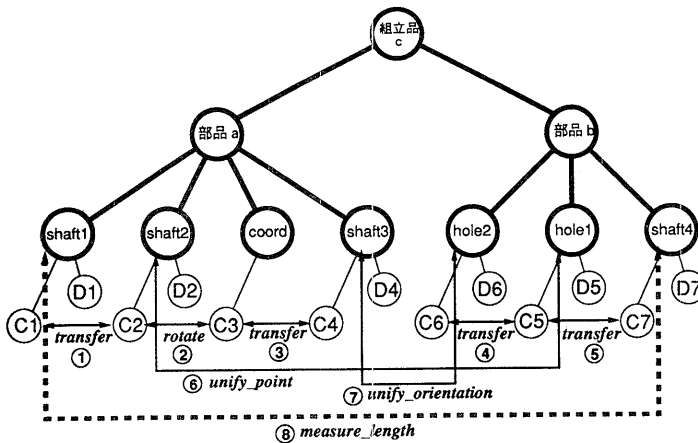 組立品
c
部品 a
部品 b
shaft1
shaft2
coord
shaft3
hole2
hole1
shaft4
D1
D2
D4
D6
D5
D7
C1
C2
C3
C4
C6
C5
C7
transfer
①
rotate
②
transfer
③
transfer
④
transfer
⑤
⑥ unify_point
⑦ unify_orientation
⑧ measure_length